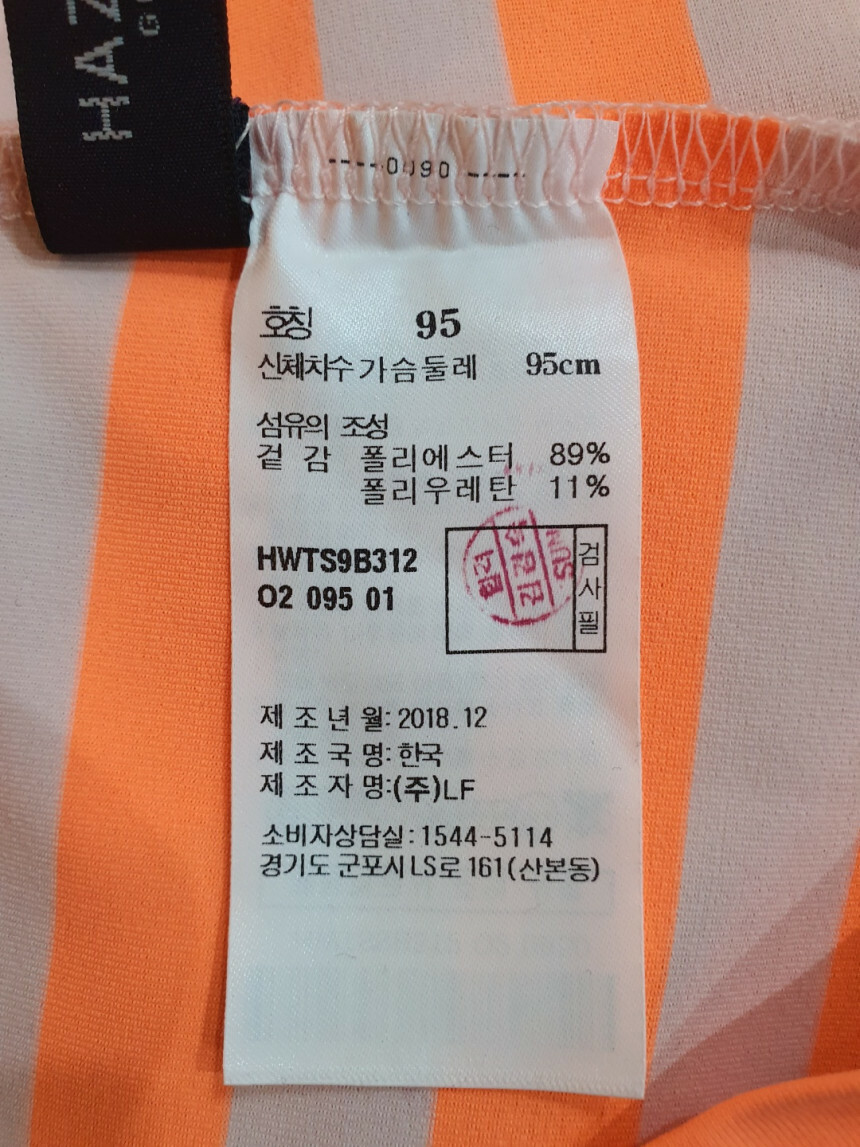 HAZ
G
----0090----
호칭 95
신체치수 가슴둘레 95cm
섬유의 조성
겉 감 폴리에스터 89%
폴리우레탄 11%
HWTS9B312
O2 095 01
검사필
제 조 년 월: 2018.12
제 조 국 명: 한국
제 조 자 명: (주)LF
소비자상담실: 1544-5114
경기도 군포시 LS로 161(산본동)